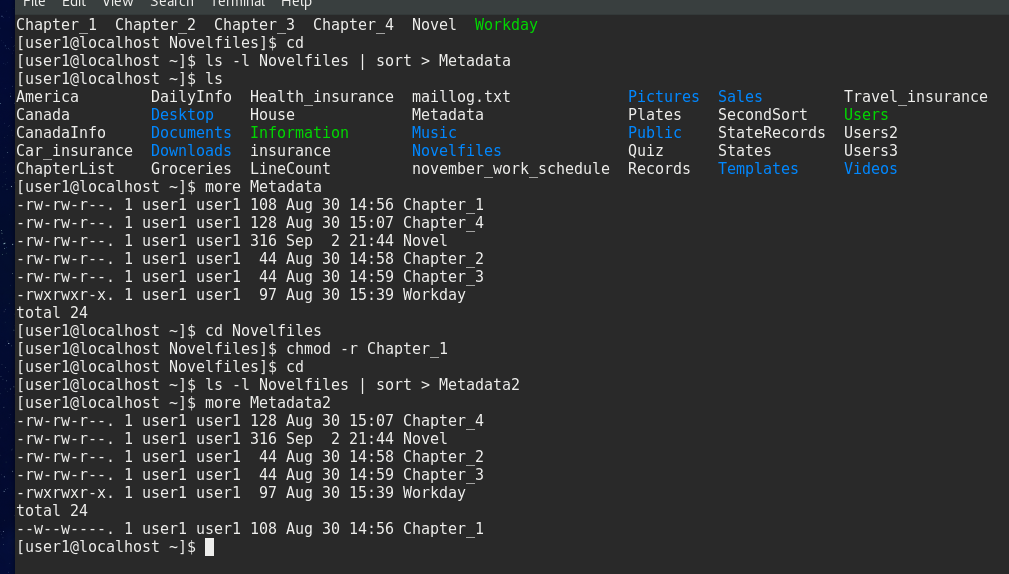 File Edit View Search Terminal Help
Chapter_1  Chapter_2  Chapter_3  Chapter_4  Novel  Workday
[user1@localhost Novelfiles]$ cd
[user1@localhost ~]$ ls -l Novelfiles | sort > Metadata
[user1@localhost ~]$ ls
America        DailyInfo  Health_insurance  maillog.txt             Pictures  Sales         Travel_insurance
Canada         Desktop    House             Metadata                Plates    SecondSort    Users
CanadaInfo     Documents  Information       Music                   Public    StateRecords  Users2
Car_insurance  Downloads  insurance         Novelfiles              Quiz      States        Users3
ChapterList    Groceries  LineCount         november_work_schedule  Records   Templates     Videos
[user1@localhost ~]$ more Metadata
-rw-rw-r--. 1 user1 user1 108 Aug 30 14:56 Chapter_1
-rw-rw-r--. 1 user1 user1 128 Aug 30 15:07 Chapter_4
-rw-rw-r--. 1 user1 user1 316 Sep  2 21:44 Novel
-rw-rw-r--. 1 user1 user1  44 Aug 30 14:58 Chapter_2
-rw-rw-r--. 1 user1 user1  44 Aug 30 14:59 Chapter_3
-rwxrwxr-x. 1 user1 user1  97 Aug 30 15:39 Workday
total 24
[user1@localhost ~]$ cd Novelfiles
[user1@localhost Novelfiles]$ chmod -r Chapter_1
[user1@localhost Novelfiles]$ cd
[user1@localhost ~]$ ls -l Novelfiles | sort > Metadata2
[user1@localhost ~]$ more Metadata2
-rw-rw-r--. 1 user1 user1 128 Aug 30 15:07 Chapter_4
-rw-rw-r--. 1 user1 user1 316 Sep  2 21:44 Novel
-rw-rw-r--. 1 user1 user1  44 Aug 30 14:58 Chapter_2
-rw-rw-r--. 1 user1 user1  44 Aug 30 14:59 Chapter_3
-rwxrwxr-x. 1 user1 user1  97 Aug 30 15:39 Workday
total 24
--w--w----. 1 user1 user1 108 Aug 30 14:56 Chapter_1
[user1@localhost ~]$